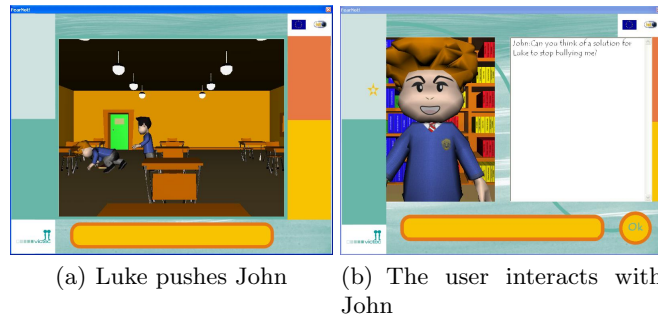 FearNot!
John:Can you think of a solution for
Luke to stop bullying me?
Ok
(a) Luke pushes John
(b) The user interacts with
John